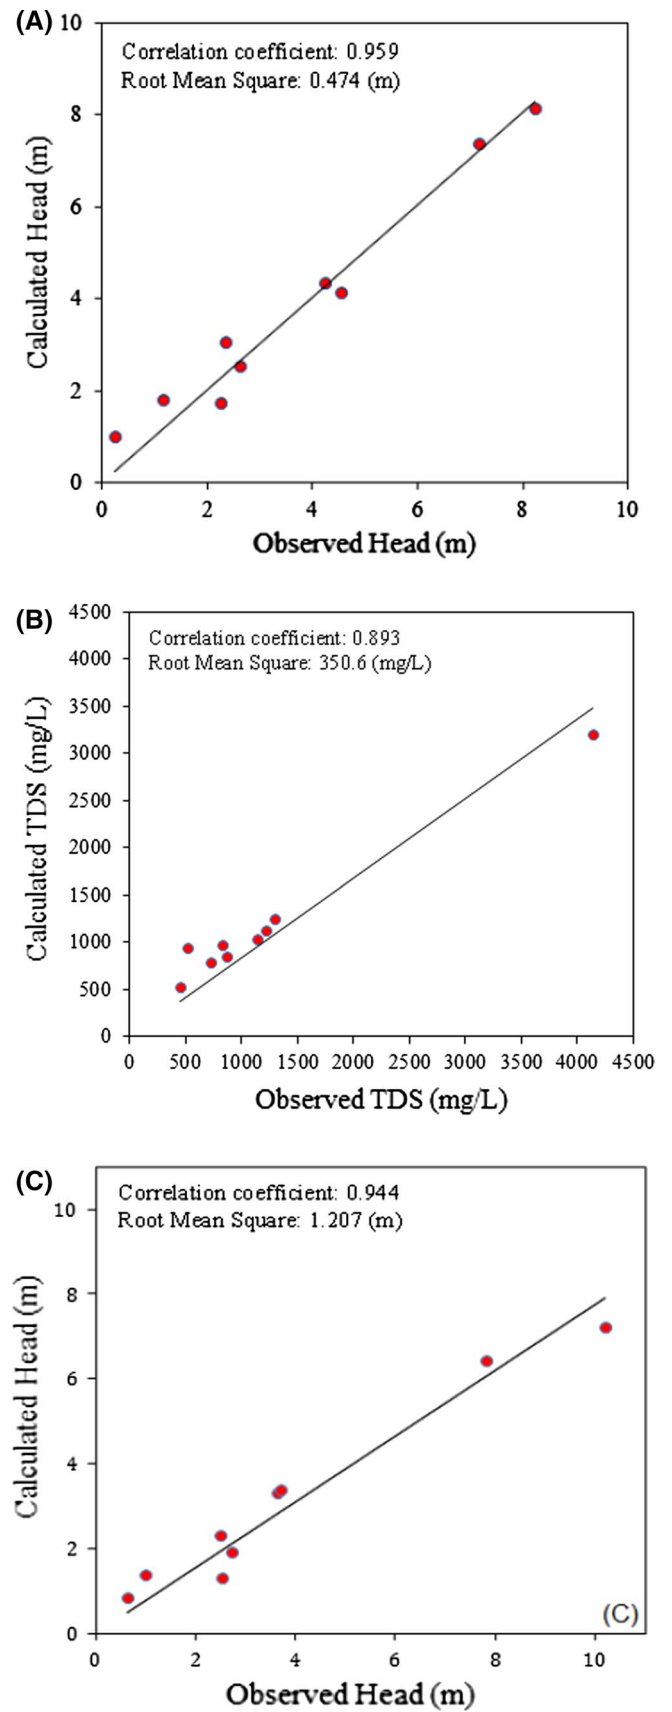 (A)
10
Correlation coefficient: 0.959
Root Mean Square: 0.474 (m)
8
6
4
2
0
Calculated Head (m)
0 2 4 6 8 10
Observed Head (m)
(B)
4500
Correlation coefficient: 0.893
Root Mean Square: 350.6 (mg/L)
4000
3500
3000
2500
2000
1500
1000
500
0
Calculated TDS (mg/L)
0 500 1000 1500 2000 2500 3000 3500 4000 4500
Observed TDS (mg/L)
(C)
Correlation coefficient: 0.944
Root Mean Square: 1.207 (m)
10
8
6
4
2
0
Calculated Head (m)
(C)
0 2 4 6 8 10
Observed Head (m)